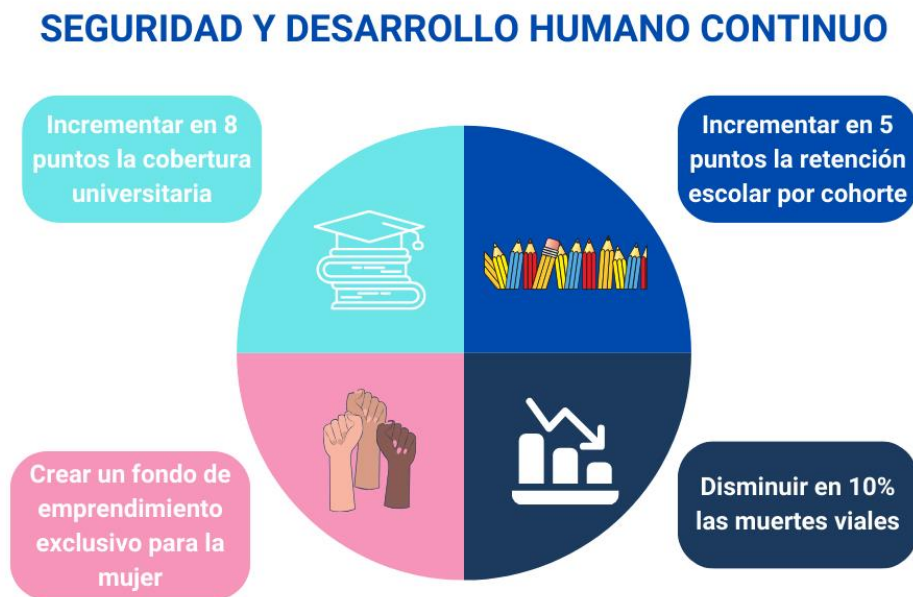 SEGURIDAD Y DESARROLLO HUMANO CONTINUO
Incrementar en 8
puntos la cobertura
universitaria
Incrementar en 5
puntos la retención
escolar por cohorte
Crear un fondo de
emprendimiento
exclusivo para la
mujer
Disminuir en 10%
las muertes viales